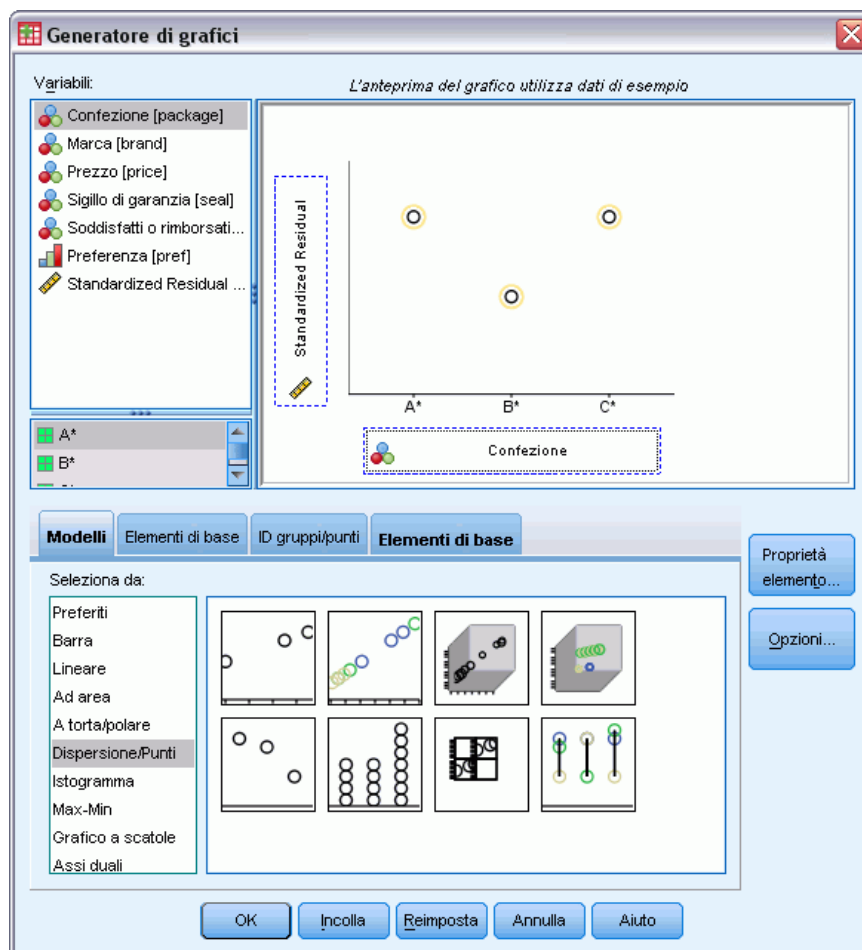 Generatore di grafici
Variabili:
L'anteprima del grafico utilizza dati di esempio
Confezione [package]
Marca [brand]
Prezzo [price]
Sigillo di garanzia [seal]
Soddisfatti o rimborsati...
Preferenza [pref]
Standardized Residual ...
A*
B*
Standardized Residual
A* B* C*
Confezione
Modelli
Elementi di base
ID gruppi/punti
Elementi di base
Seleziona da:
Preferiti
Barra
Lineare
Ad area
A torta/polare
Dispersione/Punti
Istogramma
Max-Min
Grafico a scatole
Assi duali
Proprietà
elemento...
Opzioni...
OK
Incolla
Reimposta
Annulla
Aiuto